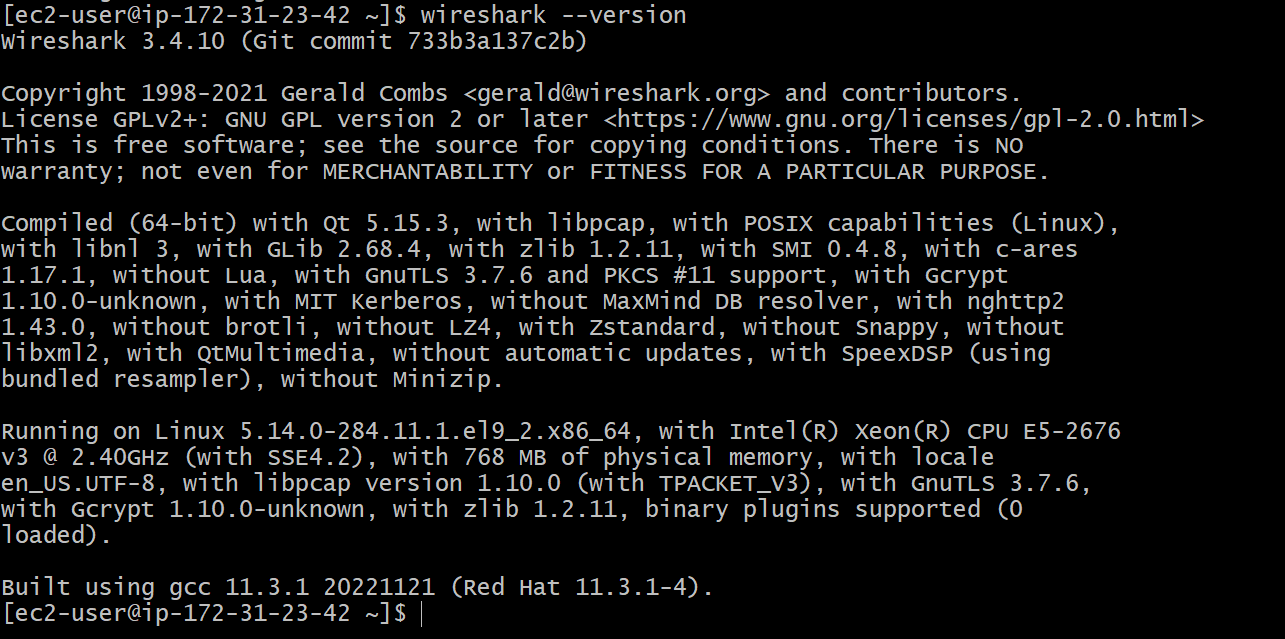 [ec2-user@ip-172-31-23-42 ~]$ wireshark --version
Wireshark 3.4.10 (Git commit 733b3a137c2b)
Copyright 1998-2021 Gerald Combs <gerald@wireshark.org> and contributors.
License GPLv2+: GNU GPL version 2 or later <https://www.gnu.org/licenses/gpl-2.0.html>
This is free software; see the source for copying conditions. There is NO
warranty; not even for MERCHANTABILITY or FITNESS FOR A PARTICULAR PURPOSE.
Compiled (64-bit) with Qt 5.15.3, with libpcap, with POSIX capabilities (Linux),
with libnl 3, with GLib 2.68.4, with zlib 1.2.11, with SMI 0.4.8, with c-ares
1.17.1, without Lua, with GnuTLS 3.7.6 and PKCS #11 support, with Gcrypt
1.10.0-unknown, with MIT Kerberos, without MaxMind DB resolver, with nghttp2
1.43.0, without brotli, without LZ4, with Zstandard, without Snappy, without
libxml2, with QtMultimedia, without automatic updates, with SpeexDSP (using
bundled resampler), without Minizip.
Running on Linux 5.14.0-284.11.1.el9_2.x86_64, with Intel(R) Xeon(R) CPU E5-2676
v3 @ 2.40GHz (with SSE4.2), with 768 MB of physical memory, with locale
en_US.UTF-8, with libpcap version 1.10.0 (with TPACKET_V3), with GnuTLS 3.7.6,
with Gcrypt 1.10.0-unknown, with zlib 1.2.11, binary plugins supported (0
loaded).
Built using gcc 11.3.1 20221121 (Red Hat 11.3.1-4).
[ec2-user@ip-172-31-23-42 ~]$